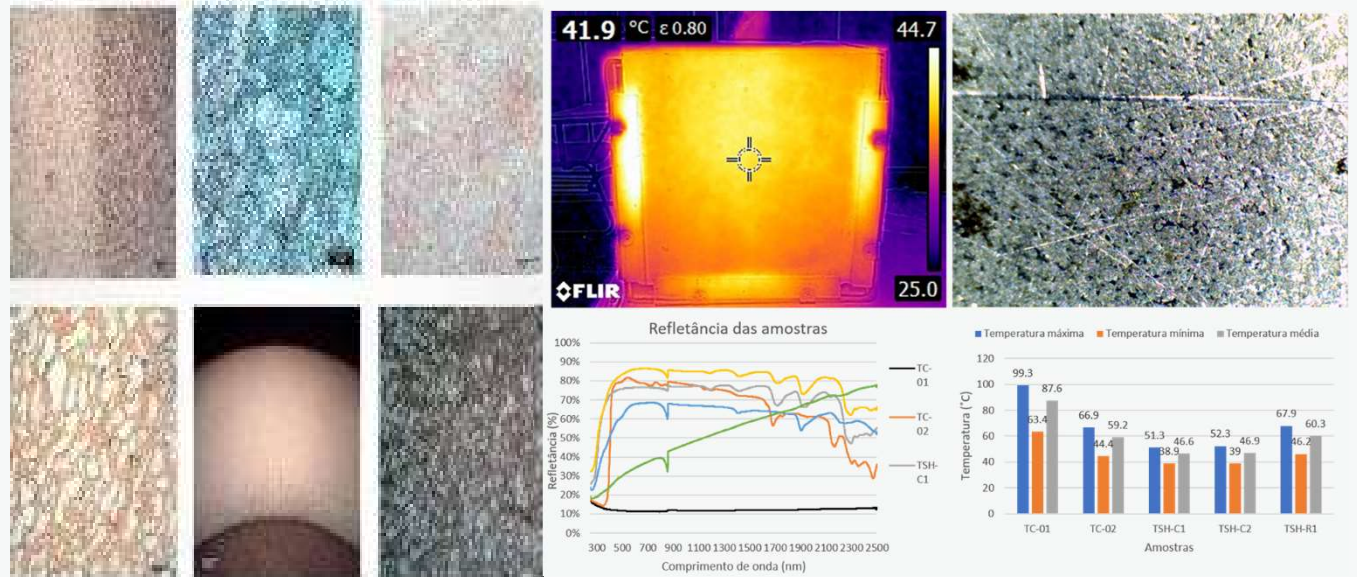 41.9 °C ε 0.80
44.7
25.0
FLIR
Refletância das amostras
100%
90%
80%
70%
60%
50%
40%
30%
20%
10%
0%
Refletância (%)
300 500 700 900 1100 1300 1500 1700 1900 2100 2300 2500
Comprimento de onda (nm)
TC-
01
TC-
02
TSH-
C1
Temperatura máxima Temperatura mínima Temperatura média
120
100
80
60
40
20
0
Temperatura (°C)
99.3
63.4
87.6
66.9
44.4
59.2
51.3
38.9
46.6
52.3
39
46.9
67.9
46.2
60.3
TC-01 TC-02 TSH-C1 TSH-C2 TSH-R1
Amostras